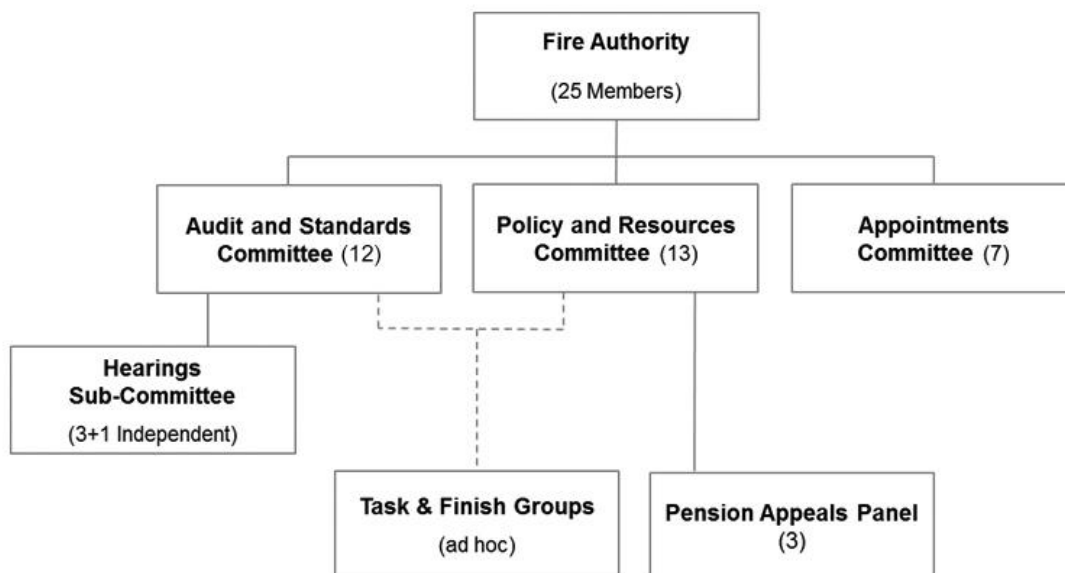 Fire Authority
(25 Members)
Audit and Standards
Committee (12)
Policy and Resources
Committee (13)
Appointments
Committee (7)
Hearings
Sub-Committee
(3+1 Independent)
Task & Finish Groups
(ad hoc)
Pension Appeals Panel
(3)